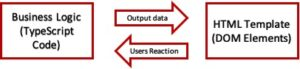 Business Logic
(TypeScript
Code)
Output data
Users Reaction
HTML Template
(DOM Elements)